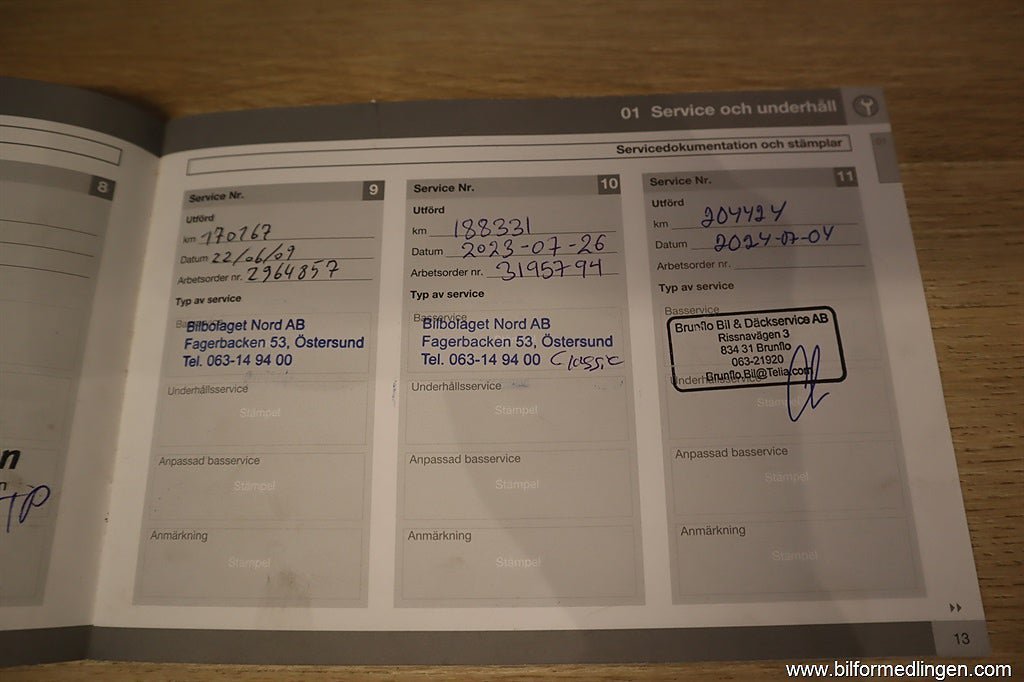 01 Service och underhåll
Servicedokumentation och stämplar
8
n
n
TP
Service Nr. 9
Utförd
km 170167
Datum 22/06/09
Arbetsorder nr. 2964857
Typ av service
Bilbolaget Nord AB
Fagerbacken 53, Östersund
Tel. 063-14 94 00
Underhållsservice
Stämpel
Anpassad basservice
Stämpel
Anmärkning
Stämpel
Service Nr. 10
Utförd
km 188331
Datum 2023-07-26
Arbetsorder nr. 3195794
Typ av service
Basservice
Bilbolaget Nord AB
Fagerbacken 53, Östersund
Tel. 063-14 94 00 Classic
Underhållsservice
Stämpel
Anpassad basservice
Stämpel
Anmärkning
Stämpel
Service Nr. 11
Utförd
km 204424
Datum 2024-07-04
Arbetsorder nr.
Typ av service
Basservice
Brunflo Bil & Däckservice AB
Rissnavägen 3
834 31 Brunflo
063-21920
Brunflo.Bil@Telia.com
Underhållsservice
Stämpel
Anpassad basservice
Stämpel
Anmärkning
Stämpel
13
www.bilformedlingen.com